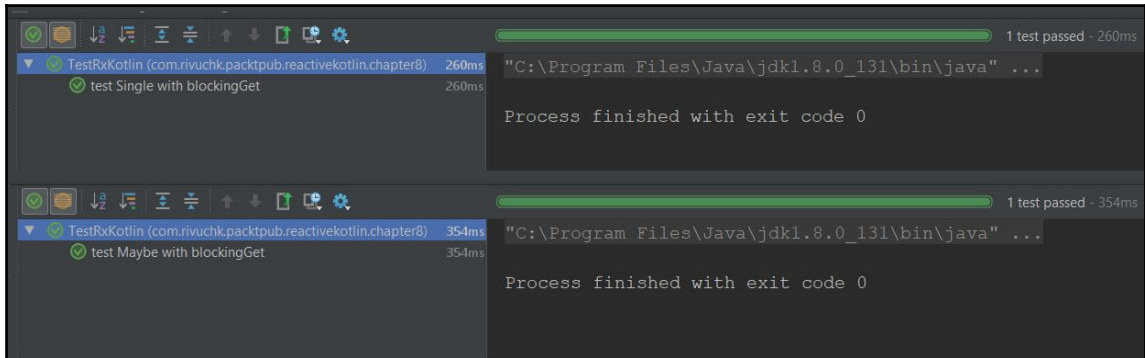 1 test passed - 260ms
TestRxKotlin (com.rivuchk.packtpub.reactivekotlin.chapter8) 260ms
test Single with blockingGet 260ms
"C:\Program Files\Java\jdk1.8.0_131\bin\java" ...
Process finished with exit code 0
1 test passed - 354ms
TestRxKotlin (com.rivuchk.packtpub.reactivekotlin.chapter8) 354ms
test Maybe with blockingGet 354ms
"C:\Program Files\Java\jdk1.8.0_131\bin\java" ...
Process finished with exit code 0